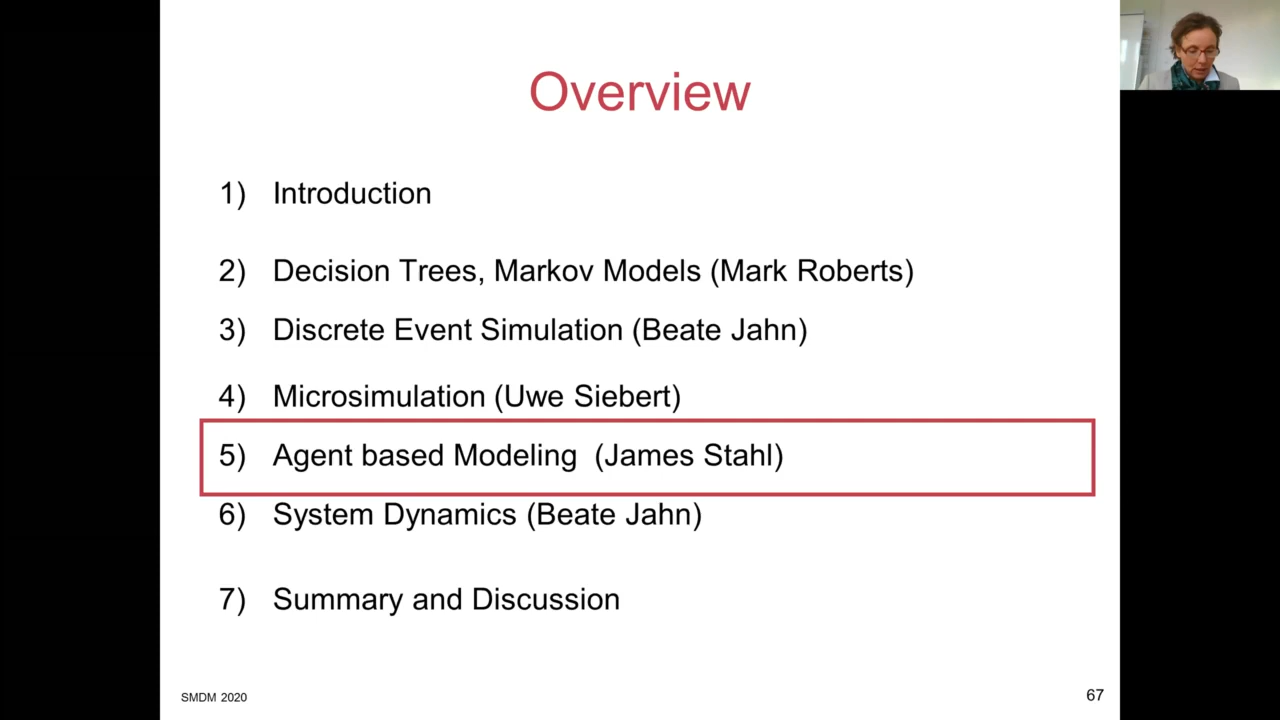 Overview
1) Introduction
2) Decision Trees, Markov Models (Mark Roberts)
3) Discrete Event Simulation (Beate Jahn)
4) Microsimulation (Uwe Siebert)
5) Agent based Modeling (James Stahl)
6) System Dynamics (Beate Jahn)
7) Summary and Discussion
SMDM 2020
67